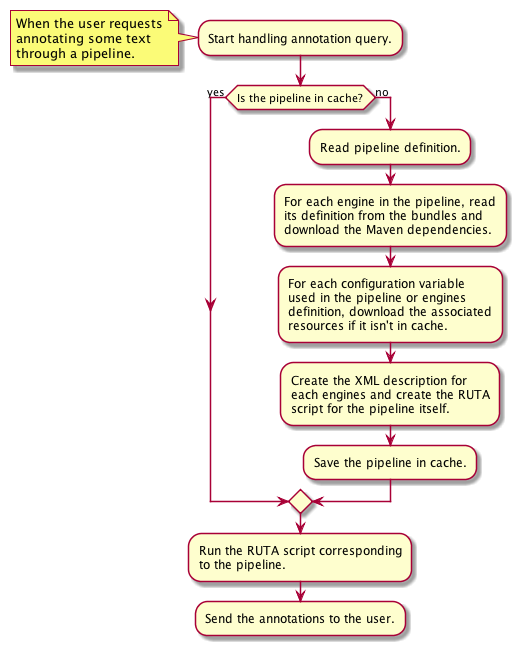 When the user requests
annotating some text
through a pipeline.
Start handling annotation query.
Is the pipeline in cache?
yes
no
Read pipeline definition.
For each engine in the pipeline, read
its definition from the bundles and
download the Maven dependencies.
For each configuration variable
used in the pipeline or engines
definition, download the associated
resources if it isn't in cache.
Create the XML description for
each engines and create the RUTA
script for the pipeline itself.
Save the pipeline in cache.
Run the RUTA script corresponding
to the pipeline.
Send the annotations to the user.